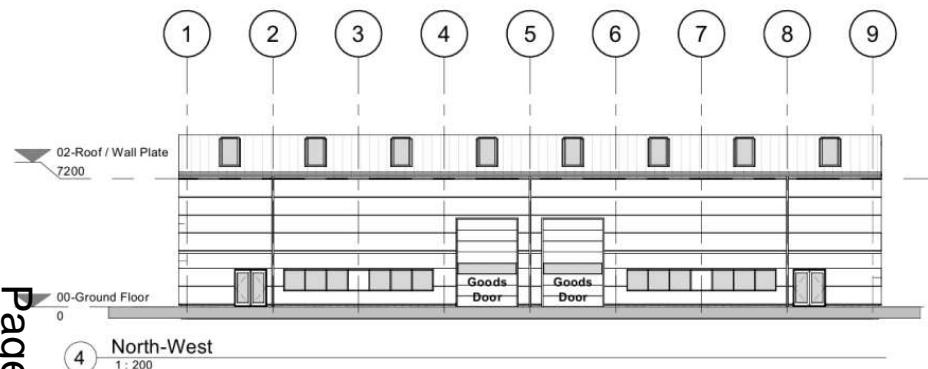 1 2 3 4 5 6 7 8 9
02-Roof / Wall Plate
7200
Goods Door
Goods Door
00-Ground Floor
0
Page
4
North-West
1 : 200